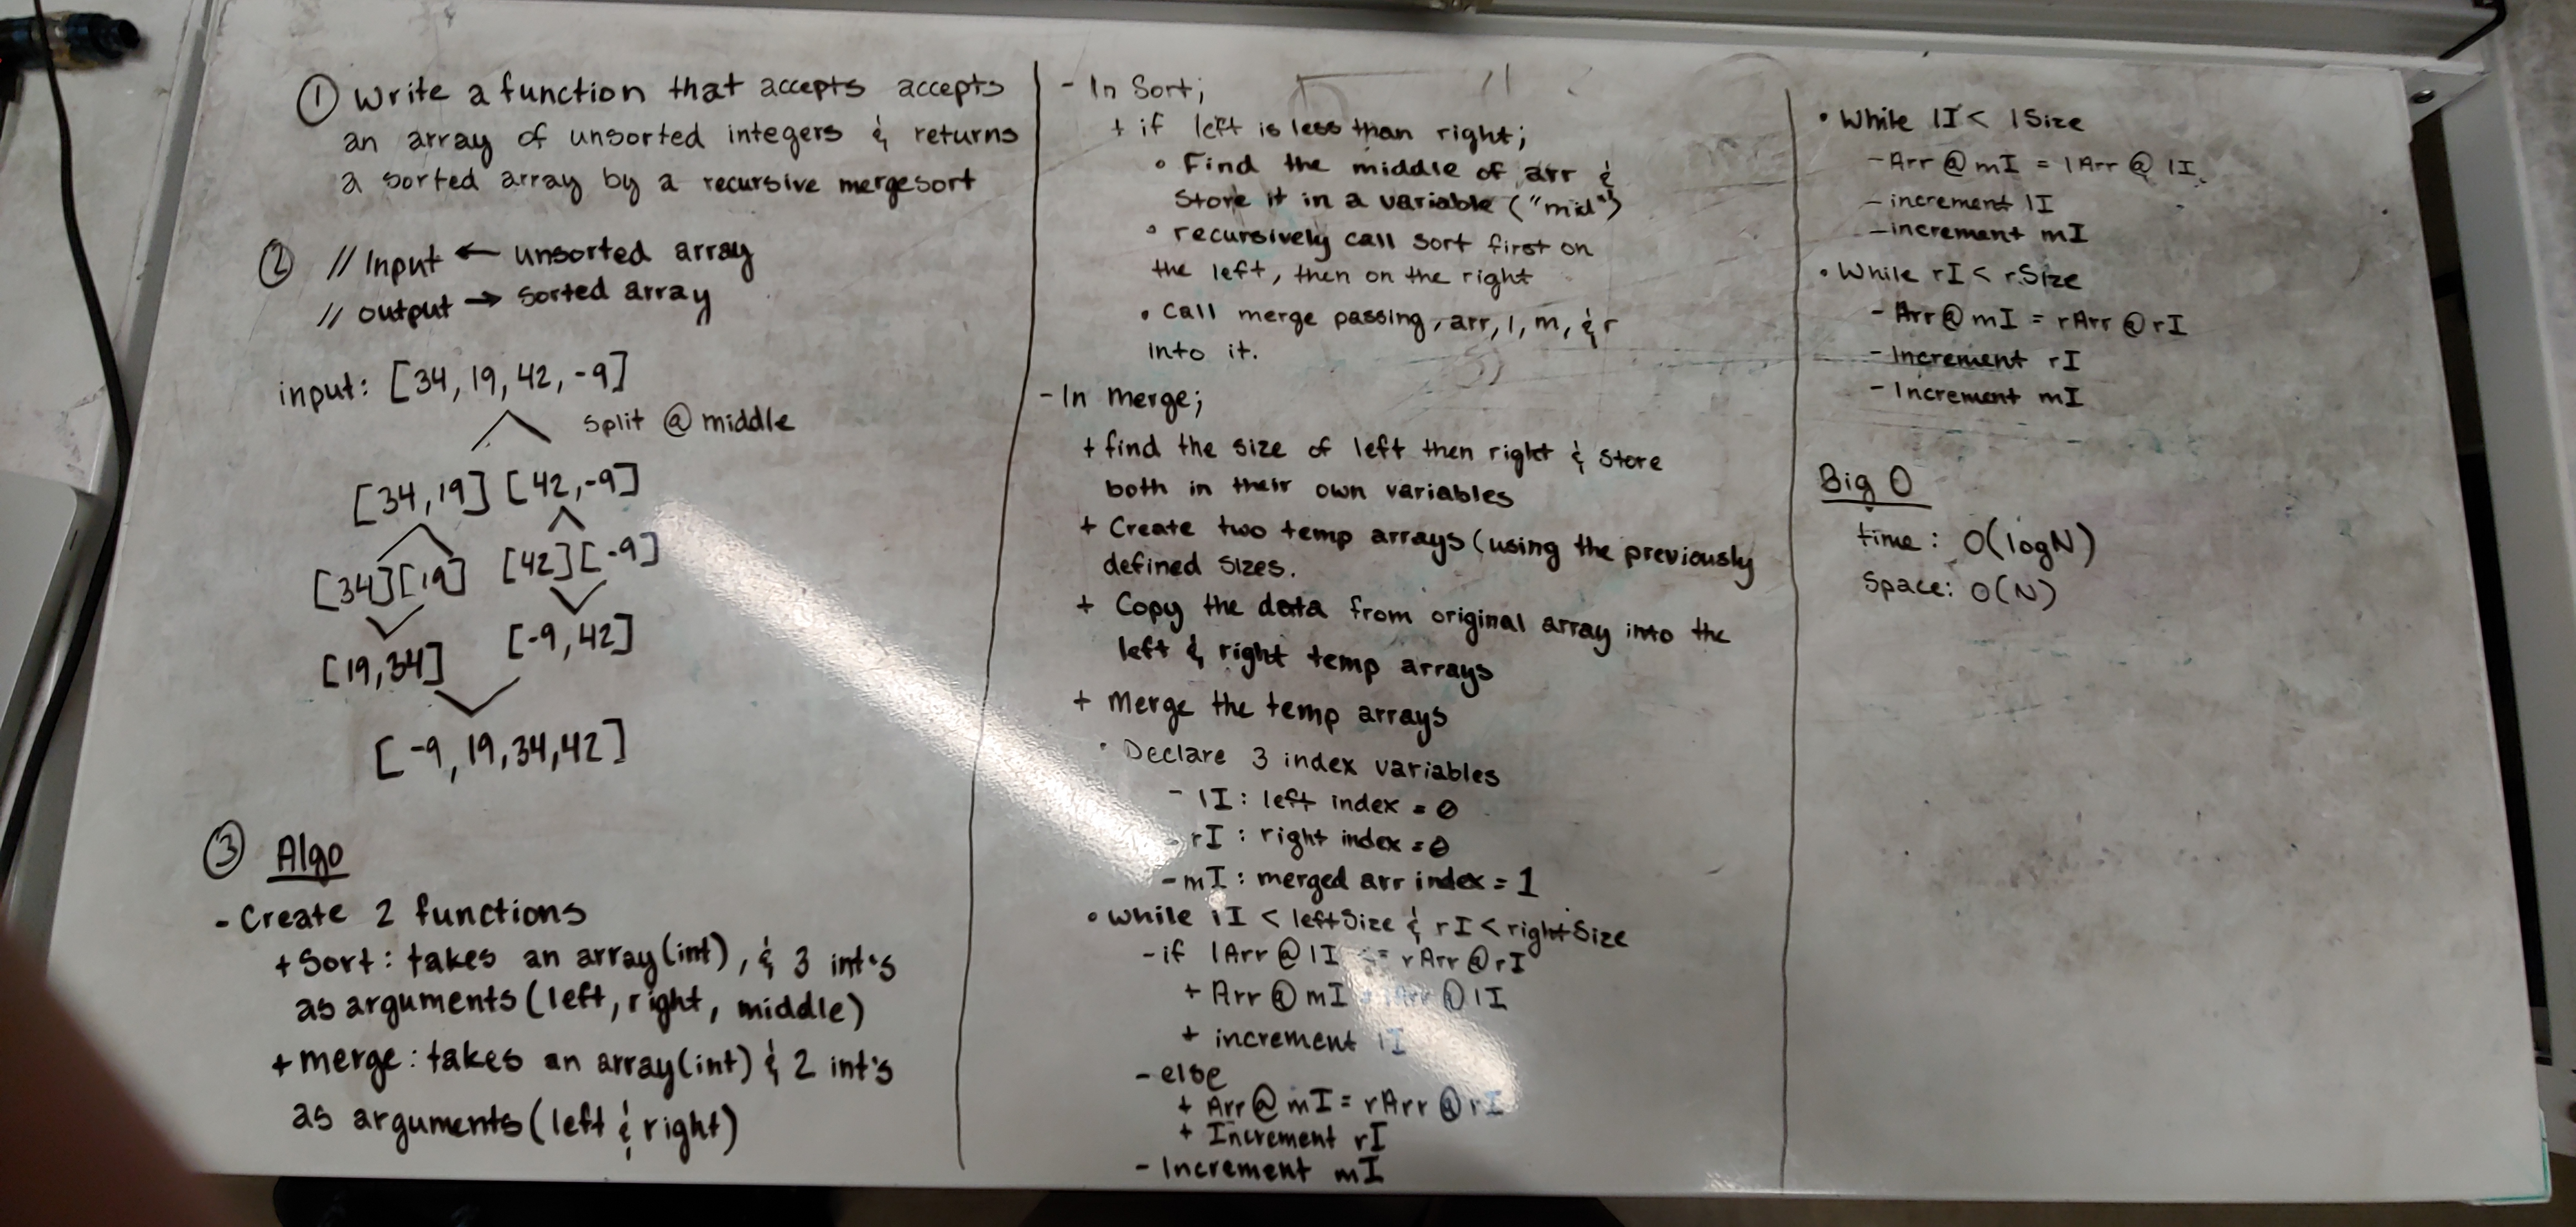 ① Write a function that accepts accepts
an array of unsorted integers & returns
a sorted array by a recursive mergesort
② // Input ← unsorted array
// output → sorted array
input: [34, 19, 42, -9]
split @ middle
[34, 19] [42, -9]
[34] [19] [42] [-9]
[19, 34] [-9, 42]
[-9, 19, 34, 42]
③ Algo
- Create 2 functions
+ Sort: takes an array(int), & 3 int's
as arguments (left, right, middle)
+ merge: takes an array(int) & 2 int's
as arguments (left & right)
- In Sort;
+ if left is less than right;
• Find the middle of arr &
Store it in a variable ("mid")
• recursively call sort first on
the left, then on the right
• Call merge passing, arr, l, m, & r
into it.
- In merge;
+ find the size of left then right & store
both in their own variables
+ Create two temp arrays (using the previously
defined sizes.
+ Copy the data from original array into the
left & right temp arrays
+ Merge the temp arrays
• Declare 3 index variables
- lI: left index = 0
- rI: right index = 0
- mI: merged arr index = 1
• while lI < leftSize & rI < rightSize
- if lArr @ lI rArr @ rI
+ Arr @ mI @ lI
+ increment lI
- else
+ Arr @ mI = rArr @ rI
+ Increment rI
- Increment mI
• While lI < lSize
- Arr @ mI = lArr @ lI
- increment lI
- increment mI
• While rI < rSize
- Arr @ mI = rArr @ rI
- Increment rI
- Increment mI
Big O
time: O(logN)
Space: O(N)